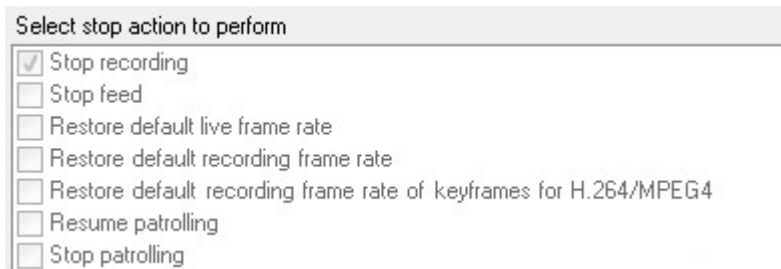 Select stop action to perform
Stop recording
Stop feed
Restore default live frame rate
Restore default recording frame rate
Restore default recording frame rate of keyframes for H.264/MPEG4
Resume patrolling
Stop patrolling